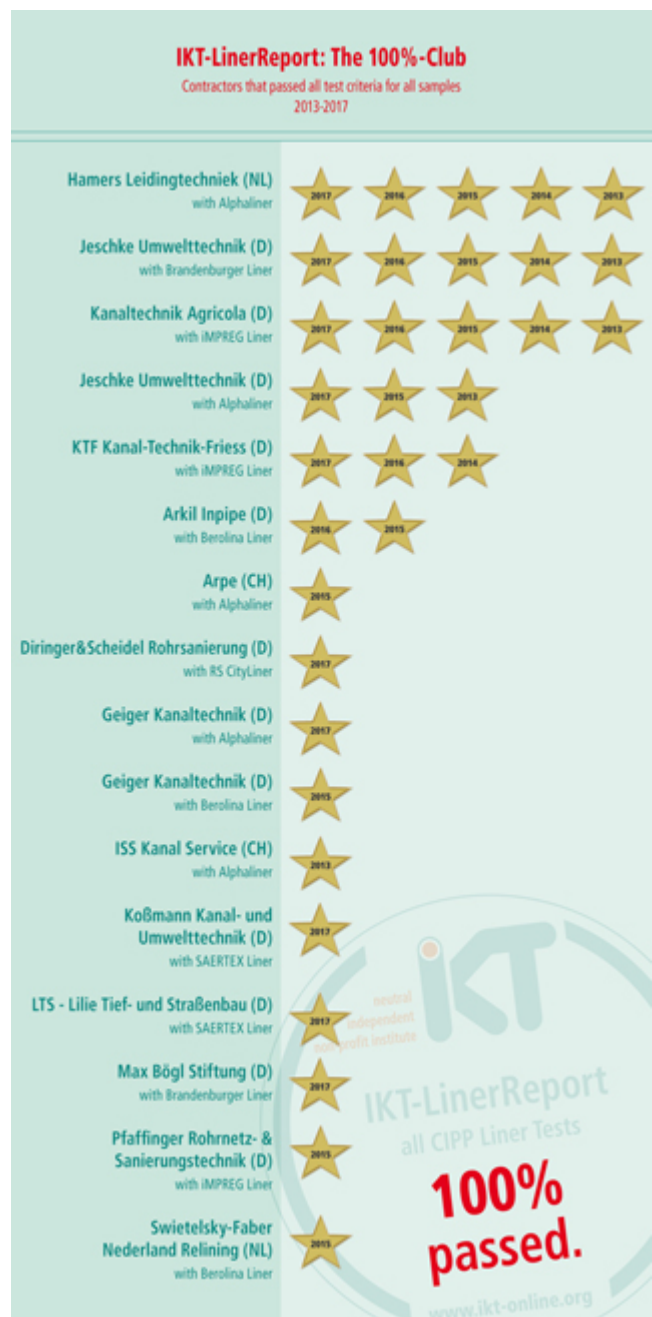 IKT-LinerReport: The 100%-Club
Contractors that passed all test criteria for all samples
2013-2017
Hamers Leidingtechniek (NL)
with Alphaliner
2017 2016 2015 2014 2013
Jeschke Umwelttechnik (D)
with Brandenburger Liner
2017 2016 2015 2014 2013
Kanaltechnik Agricola (D)
with iMPREG Liner
2017 2016 2015 2014 2013
Jeschke Umwelttechnik (D)
with Alphaliner
2017 2015 2013
KTF Kanal-Technik-Friess (D)
with iMPREG Liner
2017 2016 2014
Arkil Inpipe (D)
with Berolina Liner
2016 2015
Arpe (CH)
with Alphaliner
2015
Diringer&Scheidel Rohrsanierung (D)
with RS CityLiner
2017
Geiger Kanaltechnik (D)
with Alphaliner
2017
Geiger Kanaltechnik (D)
with Berolina Liner
2015
ISS Kanal Service (CH)
with Alphaliner
2013
Koßmann Kanal- und
Umwelttechnik (D)
with SAERTEX Liner
2017
LTS - Lilie Tief- und Straßenbau (D)
with SAERTEX Liner
2017
Max Bögl Stiftung (D)
with Brandenburger Liner
2017
Pfaffinger Rohrnetz- &
Sanierungstechnik (D)
with iMPREG Liner
2015
Swietelsky-Faber
Nederland Relining (NL)
with Berolina Liner
2015
iKT
neutral
independent
non-profit institute
IKT-LinerReport
all CIPP Liner Tests
100%
passed.
www.ikt-online.org